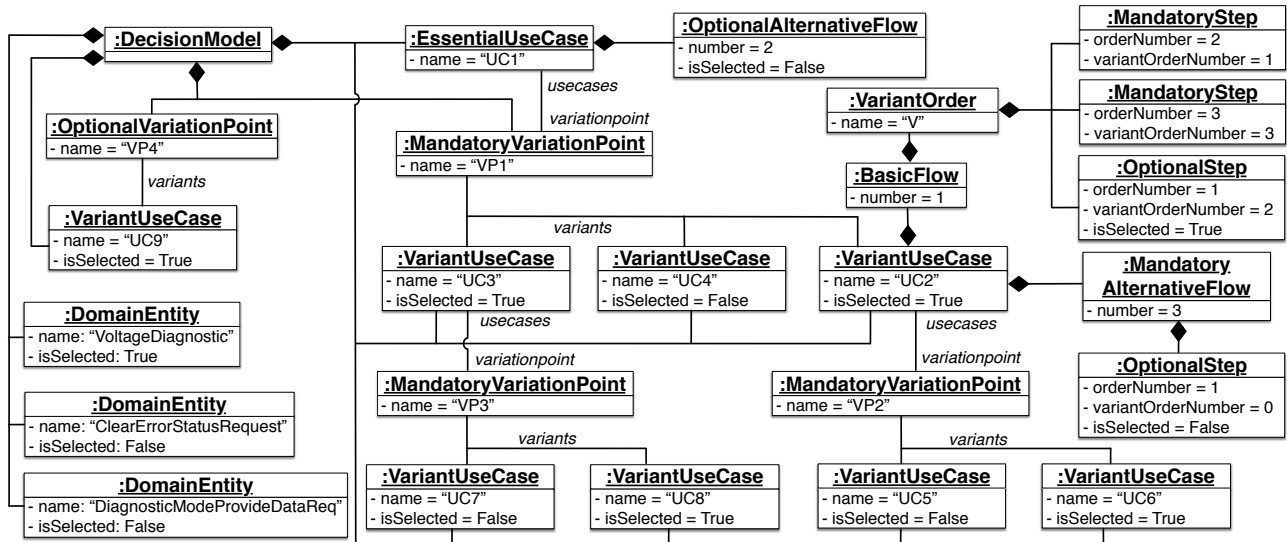 :DecisionModel
:EssentialUseCase
- name = “UC1”
:OptionalAlternativeFlow
- number = 2
- isSelected = False
:MandatoryStep
- orderNumber = 2
- variantOrderNumber = 1
usecases
variationpoint
:OptionalVariationPoint
- name = “VP4”
:MandatoryVariationPoint
- name = “VP1”
:VariantOrder
- name = “V”
:MandatoryStep
- orderNumber = 3
- variantOrderNumber = 3
:BasicFlow
- number = 1
:OptionalStep
- orderNumber = 1
- variantOrderNumber = 2
- isSelected = True
variants
:VariantUseCase
- name = “UC9”
- isSelected = True
variants
:VariantUseCase
- name = “UC3”
- isSelected = True
:VariantUseCase
- name = “UC4”
- isSelected = False
:VariantUseCase
- name = “UC2”
- isSelected = True
:Mandatory
AlternativeFlow
- number = 3
usecases
variationpoint
usecases
variationpoint
:DomainEntity
- name: “VoltageDiagnostic”
- isSelected: True
:MandatoryVariationPoint
- name = “VP3”
:MandatoryVariationPoint
- name = “VP2”
:OptionalStep
- orderNumber = 1
- variantOrderNumber = 0
- isSelected = False
:DomainEntity
- name: “ClearErrorStatusRequest”
- isSelected: False
variants
variants
:DomainEntity
- name: “DiagnosticModeProvideDataReq”
- isSelected: False
:VariantUseCase
- name = “UC7”
- isSelected = False
:VariantUseCase
- name = “UC8”
- isSelected = True
:VariantUseCase
- name = “UC5”
- isSelected = False
:VariantUseCase
- name = “UC6”
- isSelected = True